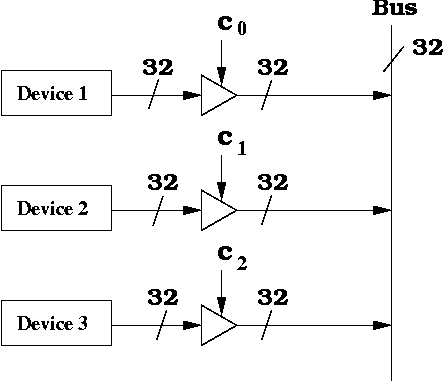 Bus
32
c 0
32 32
Device 1
c 1
32 32
Device 2
c 2
32 32
Device 3